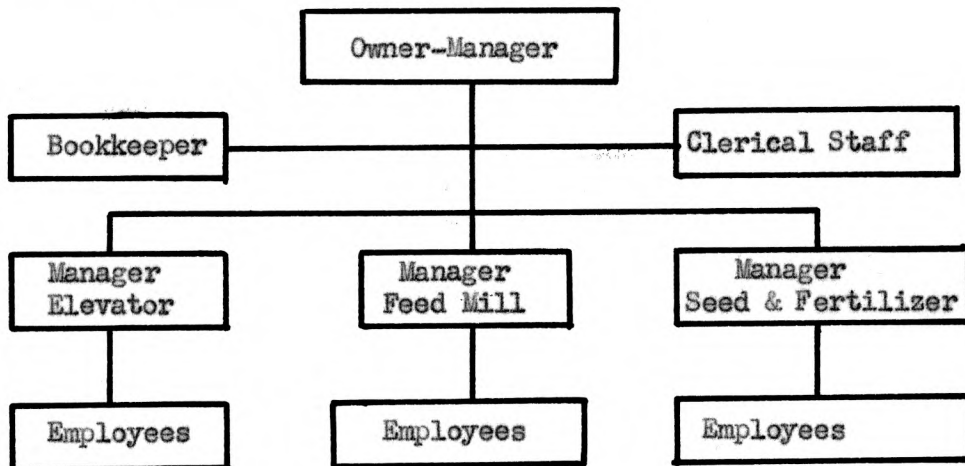 Owner-Manager
Bookkeeper
Clerical Staff
Manager
Elevator
Manager
Feed Mill
Manager
Seed & Fertilizer
Employees
Employees
Employees